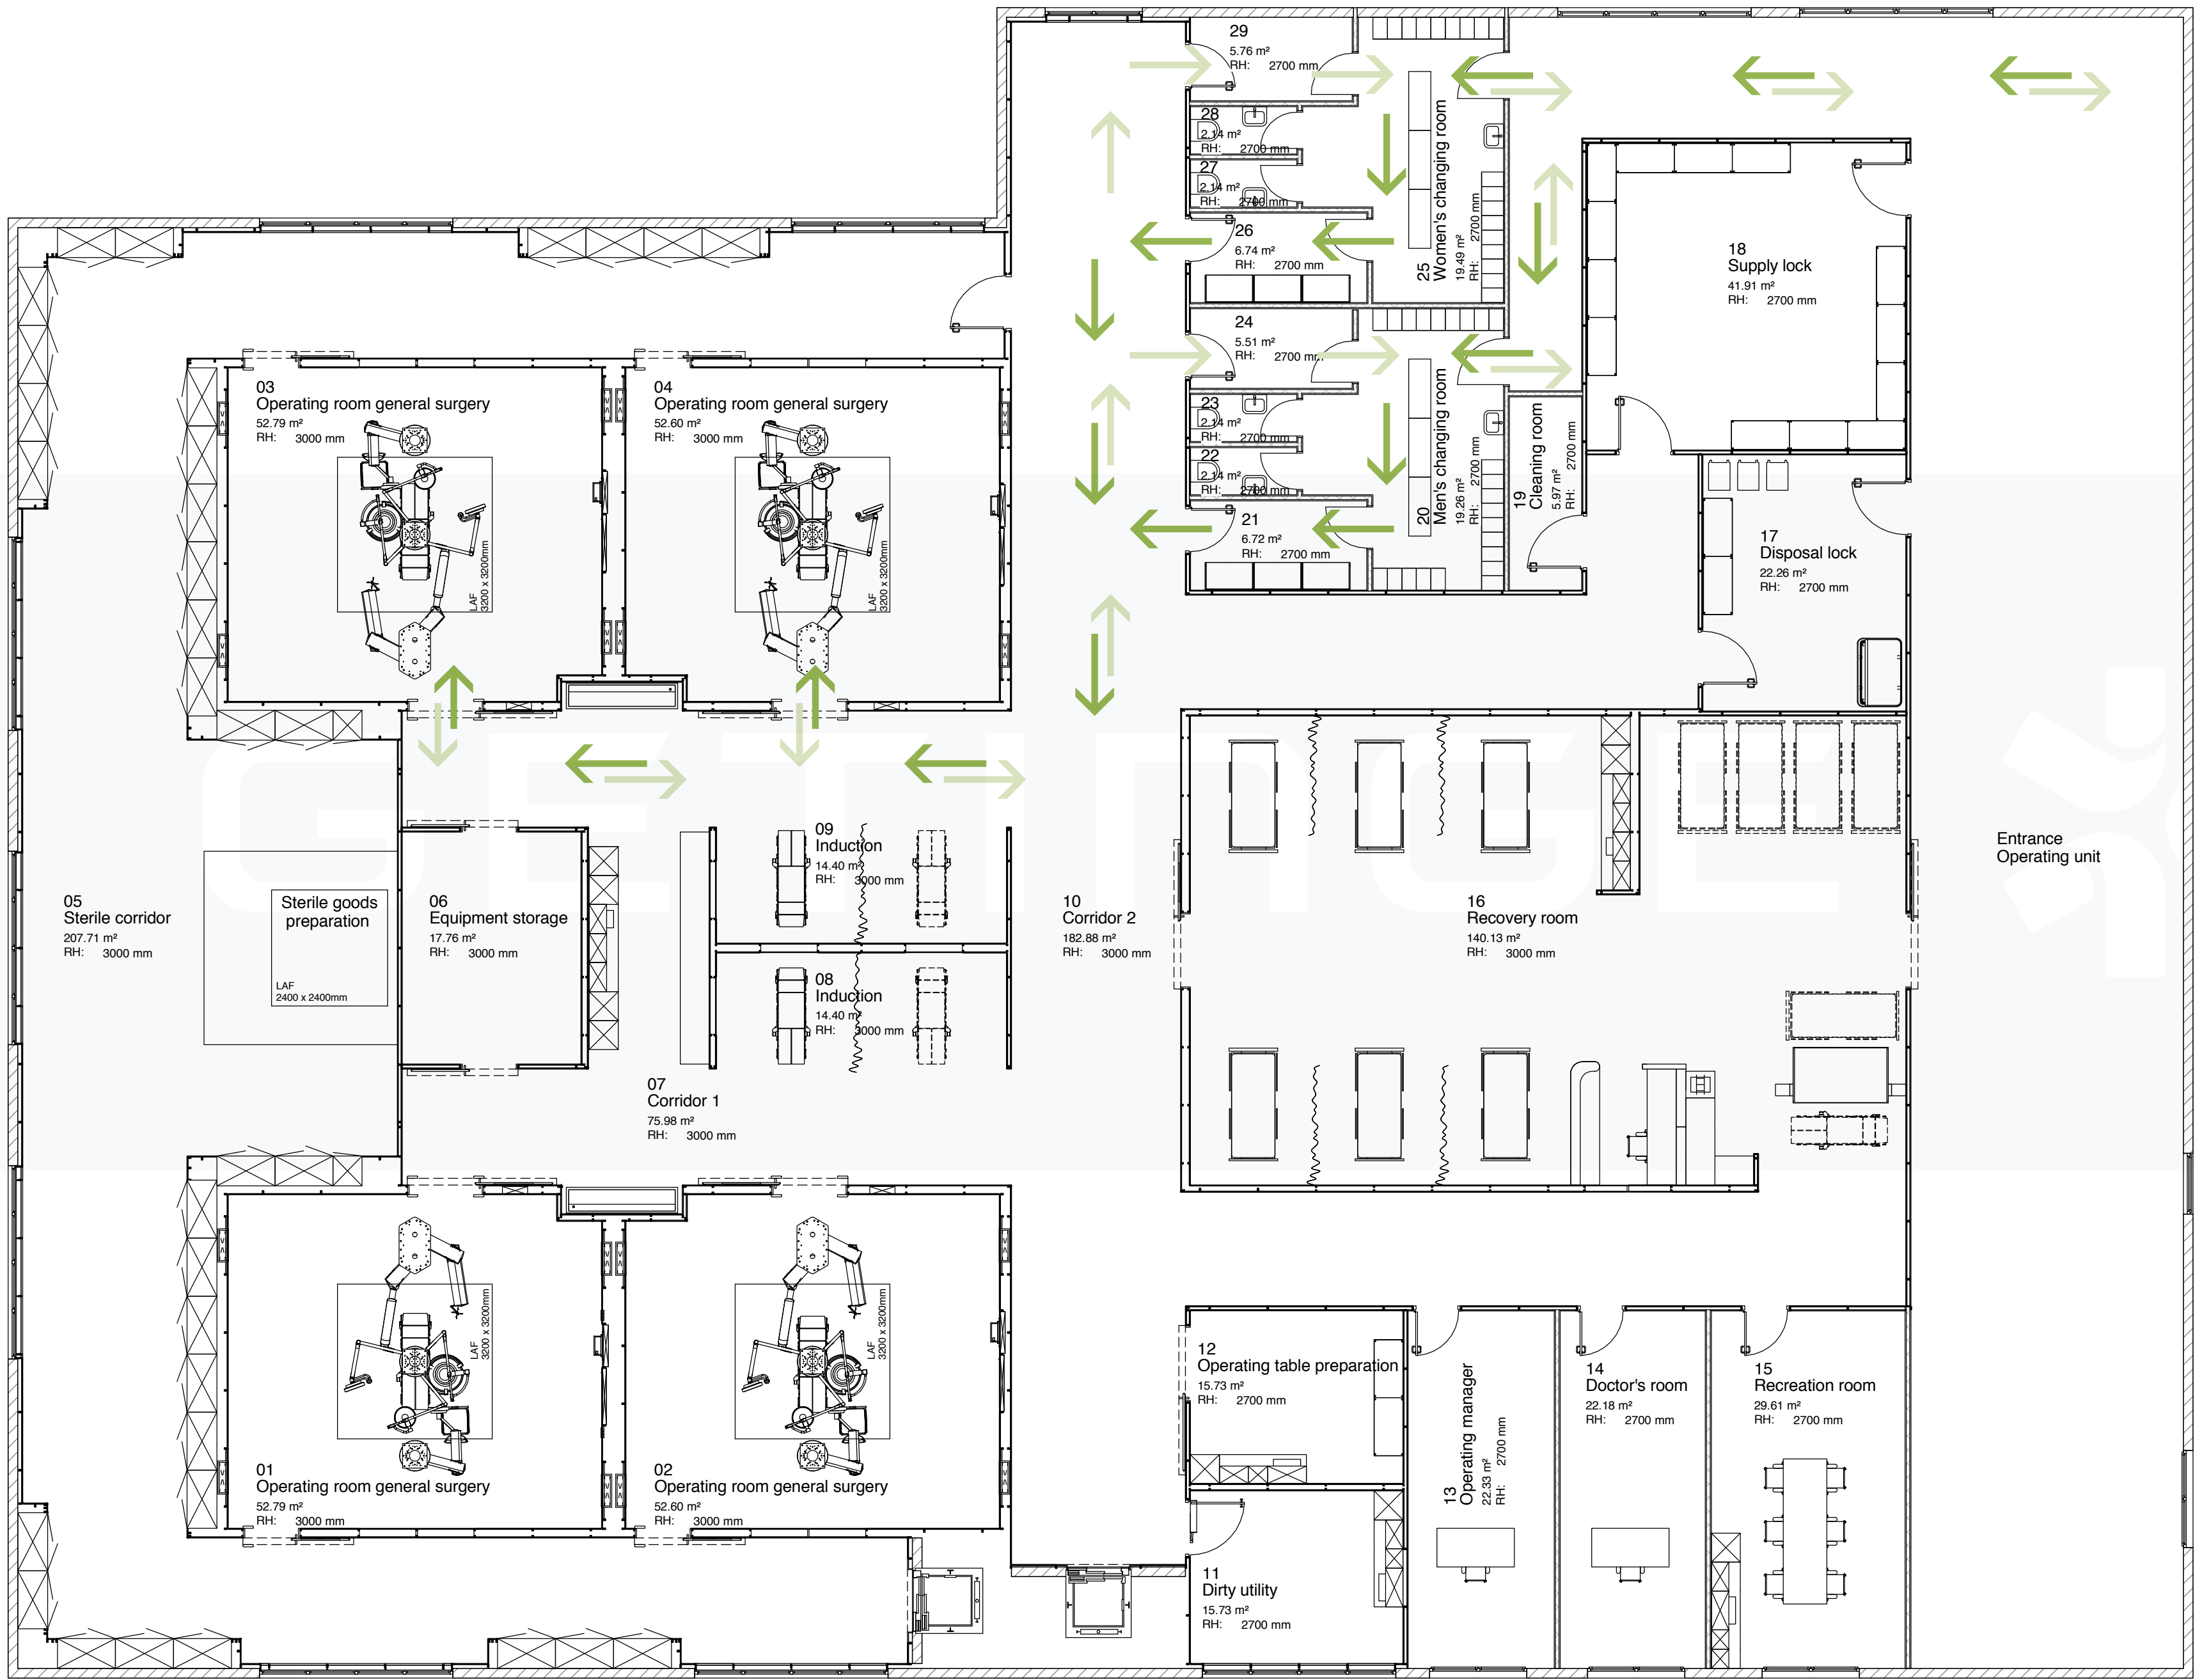 29
5.76 m²
RH: 2700 mm
28
2.14 m²
RH: 2700 mm
27
2.14 m²
RH: 2700 mm
26
6.74 m²
RH: 2700 mm
25
Women's changing room
19.49 m²
RH: 2700 mm
18
Supply lock
41.91 m²
RH: 2700 mm
24
5.51 m²
RH: 2700 mm
23
2.14 m²
RH: 2700 mm
22
2.14 m²
RH: 2700 mm
21
6.72 m²
RH: 2700 mm
20
Men's changing room
19.26 m²
RH: 2700 mm
19
Cleaning room
5.97 m²
RH: 2700 mm
17
Disposal lock
22.26 m²
RH: 2700 mm
03
Operating room general surgery
52.79 m²
RH: 3000 mm
LAF
3200 x 3200mm
04
Operating room general surgery
52.60 m²
RH: 3000 mm
LAF
3200 x 3200mm
GETINGE
05
Sterile corridor
207.71 m²
RH: 3000 mm
Sterile goods
preparation
LAF
2400 x 2400mm
06
Equipment storage
17.76 m²
RH: 3000 mm
09
Induction
14.40 m²
RH: 3000 mm
08
Induction
14.40 m²
RH: 3000 mm
07
Corridor 1
75.98 m²
RH: 3000 mm
10
Corridor 2
182.88 m²
RH: 3000 mm
16
Recovery room
140.13 m²
RH: 3000 mm
Entrance
Operating unit
LAF
3200 x 3200mm
01
Operating room general surgery
52.79 m²
RH: 3000 mm
LAF
3200 x 3200mm
02
Operating room general surgery
52.60 m²
RH: 3000 mm
12
Operating table preparation
15.73 m²
RH: 2700 mm
11
Dirty utility
15.73 m²
RH: 2700 mm
13
Operating manager
22.33 m²
RH: 2700 mm
14
Doctor's room
22.18 m²
RH: 2700 mm
15
Recreation room
29.61 m²
RH: 2700 mm